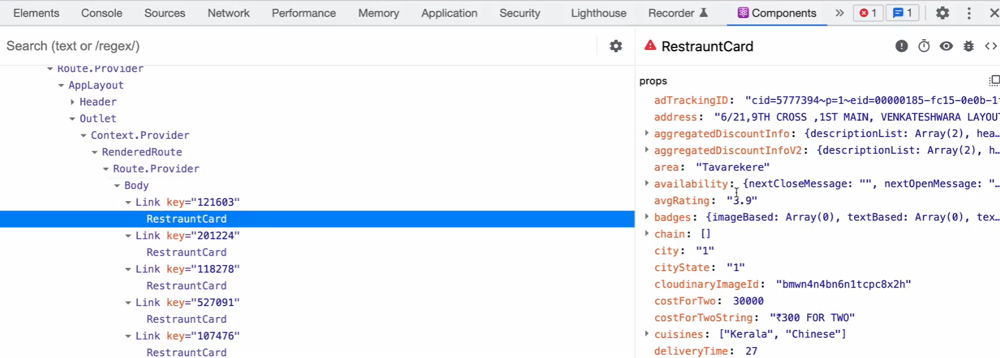 Elements Console Sources Network Performance Memory Application Security Lighthouse Recorder Components » 1 1
Search (text or /regex/)
Route.Provider
AppLayout
Header
Outlet
Context.Provider
RenderedRoute
Route.Provider
Body
Link key="121603"
RestrauntCard
Link key="201224"
RestrauntCard
Link key="118278"
RestrauntCard
Link key="527091"
RestrauntCard
Link key="107476"
RestrauntCard
RestrauntCard
props
adTrackingID: "cid=5777394~p=1~eid=00000185-fc15-0e0b-1
address: "6/21,9TH CROSS ,1ST MAIN, VENKATESHWARA LAYOUT
aggregatedDiscountInfo: {descriptionList: Array(2), hea…
aggregatedDiscountInfoV2: {descriptionList: Array(2), h…
area: "Tavarekere"
availability: {nextCloseMessage: "", nextOpenMessage: "…
avgRating: "3.9"
badges: {imageBased: Array(0), textBased: Array(0), tex…
chain: []
city: "1"
cityState: "1"
cloudinaryImageId: "bmwn4n4bn6n1tcpc8x2h"
costForTwo: 30000
costForTwoString: "₹300 FOR TWO"
cuisines: ["Kerala", "Chinese"]
deliveryTime: 27